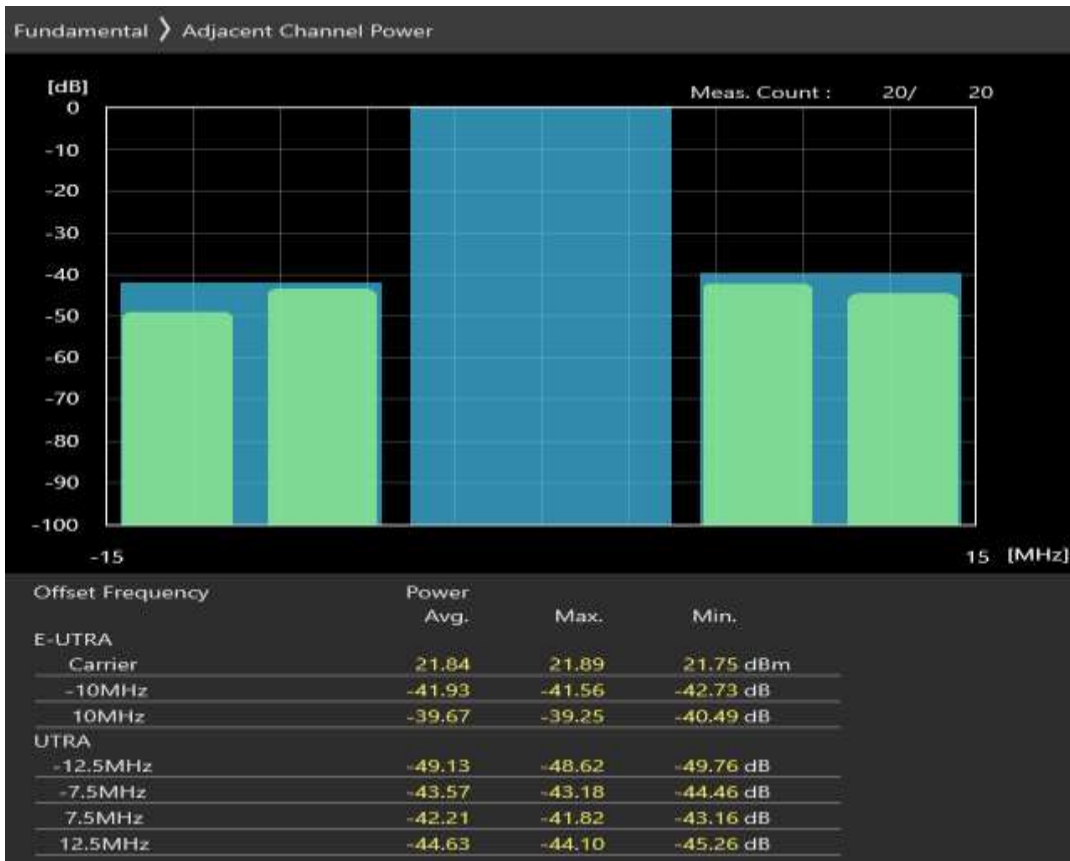 Fundamental 〉 Adjacent Channel Power
[dB]
Meas. Count : 20/ 20
0
-10
-20
-30
-40
-50
-60
-70
-80
-90
-100
-15 15 [MHz]
Offset Frequency Power
Avg. Max. Min.
E-UTRA
Carrier 21.84 21.89 21.75 dBm
-10MHz -41.93 -41.56 -42.73 dB
10MHz -39.67 -39.25 -40.49 dB
UTRA
-12.5MHz -49.13 -48.62 -49.76 dB
-7.5MHz -43.57 -43.18 -44.46 dB
7.5MHz -42.21 -41.82 -43.16 dB
12.5MHz -44.63 -44.10 -45.26 dB